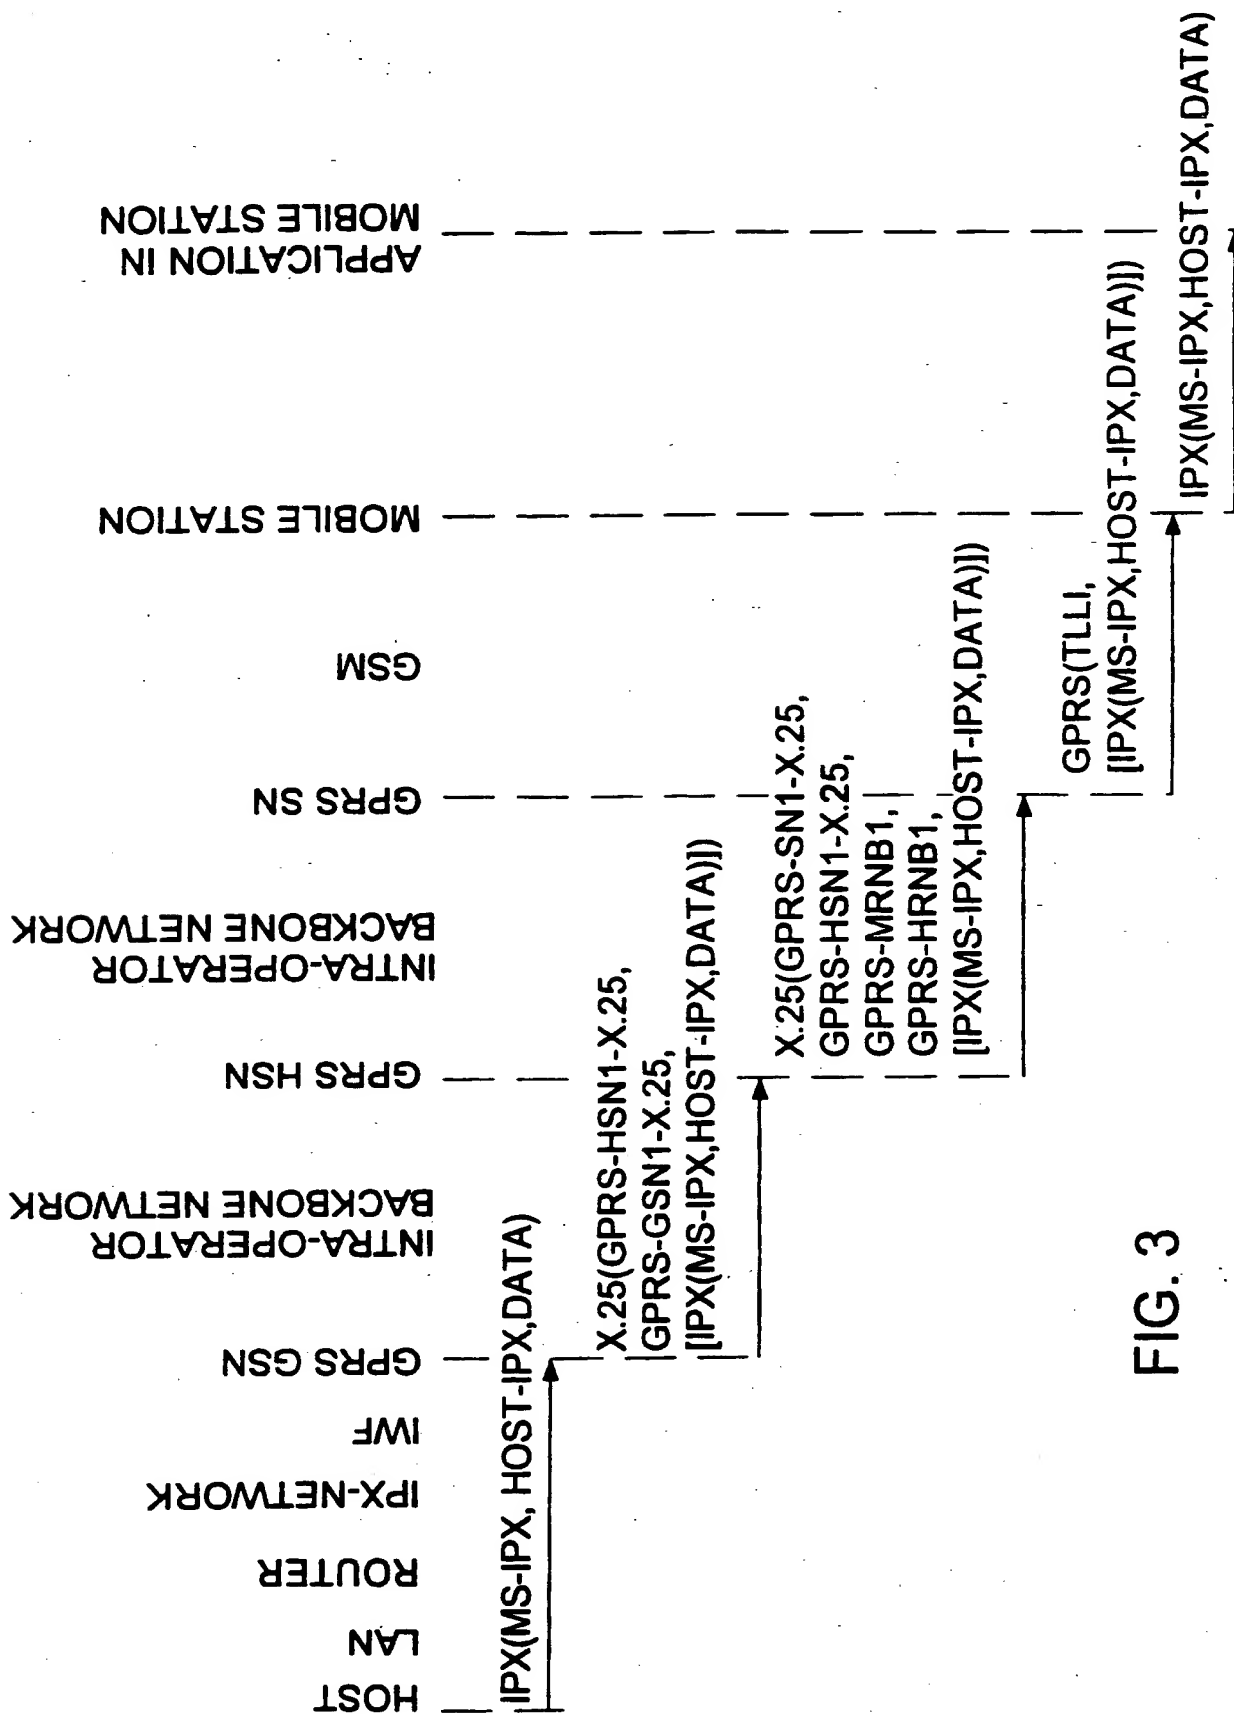 HOST
LAN
ROUTER
IPX-NETWORK
IWF
GPRS GSN
INTRA-OPERATOR
BACKBONE NETWORK
GPRS HSN
INTRA-OPERATOR
BACKBONE NETWORK
GPRS SN
GSM
MOBILE STATION
APPLICATION IN
MOBILE STATION
IPX(MS-IPX, HOST-IPX,DATA)
X.25(GPRS-HSN1-X.25,
GPRS-GSN1-X.25,
[IPX(MS-IPX,HOST-IPX,DATA)])
X.25(GPRS-SN1-X.25,
GPRS-HSN1-X.25,
GPRS-MRNB1,
GPRS-HRNB1,
[IPX(MS-IPX,HOST-IPX,DATA)])
GPRS(TLLI,
[IPX(MS-IPX,HOST-IPX,DATA)])
IPX(MS-IPX,HOST-IPX,DATA)
FIG. 3